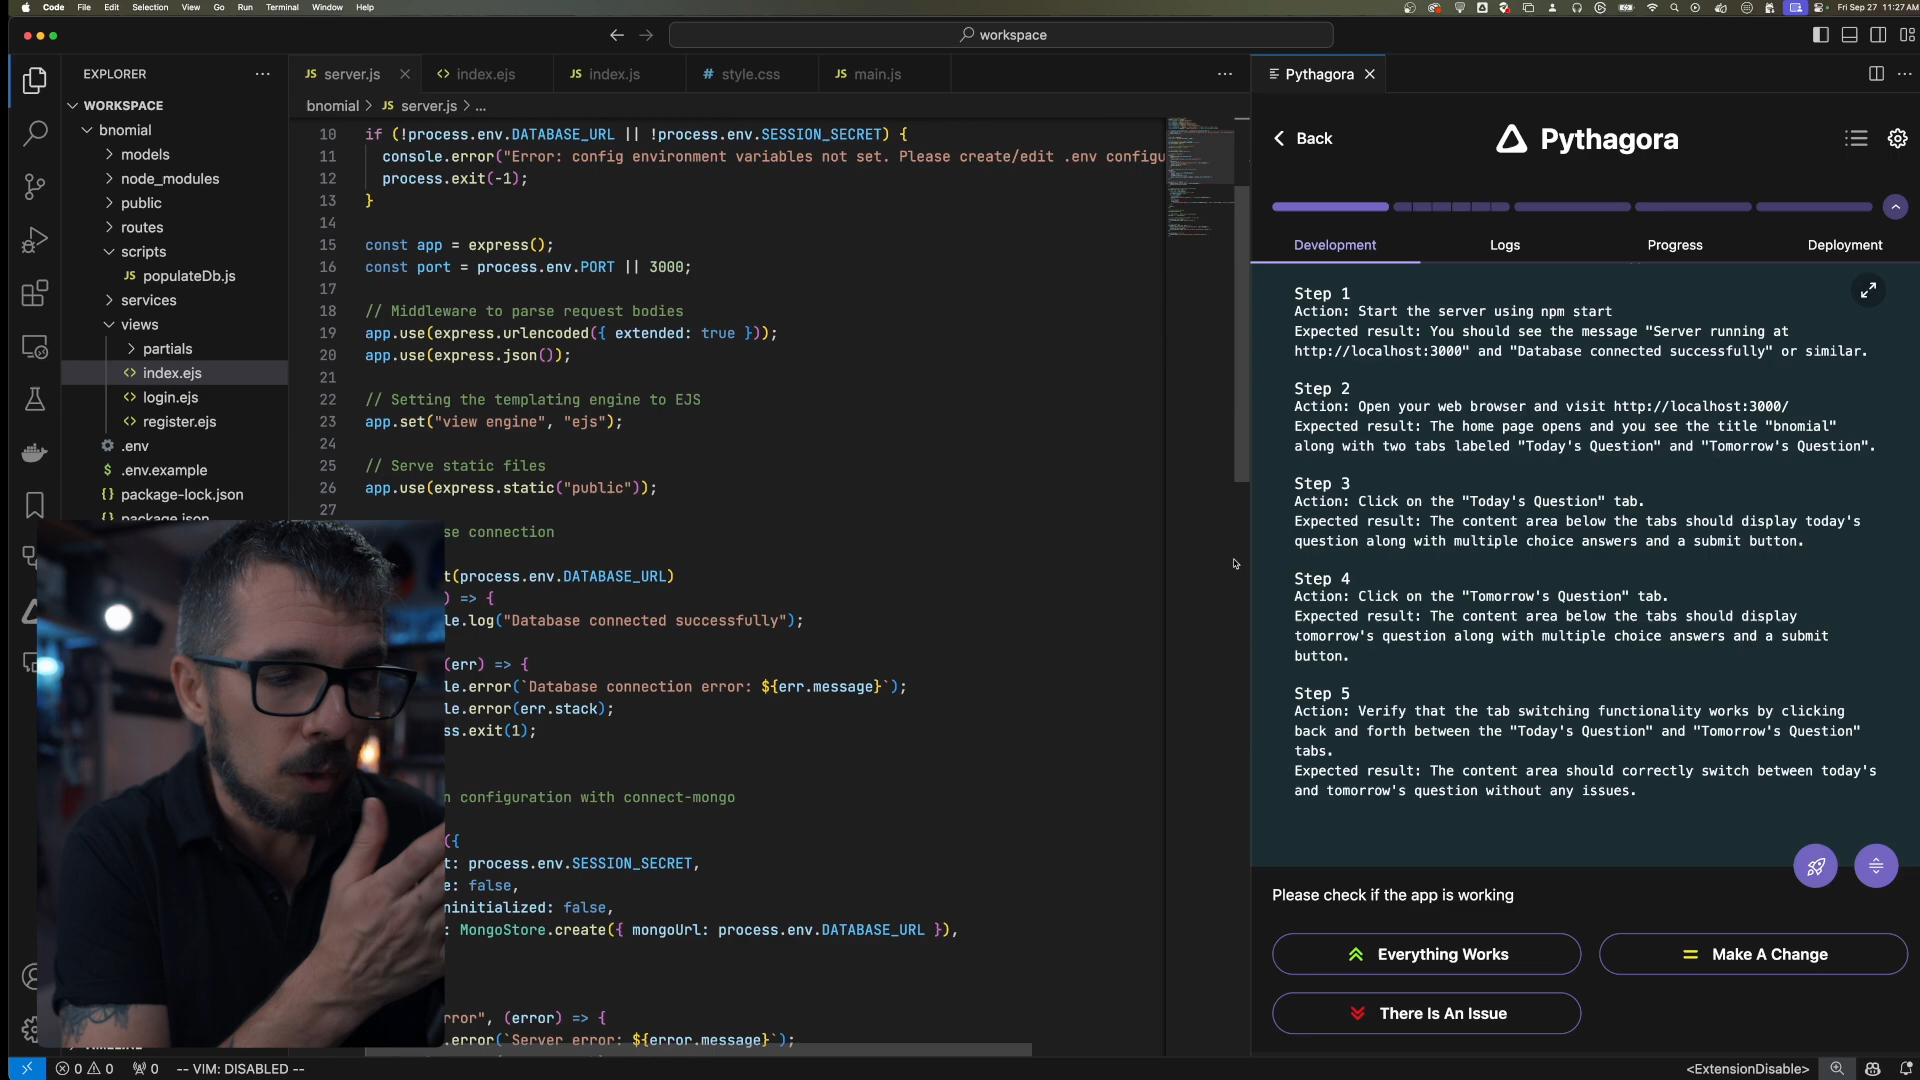 Code File Edit Selection View Go Run Terminal Window Help
Fri Sep 27 11:27 AM
workspace
EXPLORER
WORKSPACE
bnomial
models
node_modules
public
routes
scripts
JS populateDb.js
services
views
partials
<> index.ejs
<> login.ejs
<> register.ejs
.env
$ .env.example
{} package-lock.json
package.json
JS server.js
<> index.ejs
JS index.js
# style.css
JS main.js
bnomial > JS server.js > ...
10 if (!process.env.DATABASE_URL || !process.env.SESSION_SECRET) {
11 console.error("Error: config environment variables not set. Please create/edit .env configu
12 process.exit(-1);
13 }
14
15 const app = express();
16 const port = process.env.PORT || 3000;
17
18 // Middleware to parse request bodies
19 app.use(express.urlencoded({ extended: true }));
20 app.use(express.json());
21
22 // Setting the templating engine to EJS
23 app.set("view engine", "ejs");
24
25 // Serve static files
26 app.use(express.static("public"));
27
se connection
t(process.env.DATABASE_URL)
) => {
le.log("Database connected successfully");
(err) => {
le.error(`Database connection error: ${err.message}`);
le.error(err.stack);
ss.exit(1);
n configuration with connect-mongo
({
t: process.env.SESSION_SECRET,
e: false,
ninitialized: false,
: MongoStore.create({ mongoUrl: process.env.DATABASE_URL }),
rror", (error) => {
.error(`Server error: ${error.message}`);
Pythagora
Back
Pythagora
Development
Logs
Progress
Deployment
Step 1
Action: Start the server using npm start
Expected result: You should see the message "Server running at
http://localhost:3000" and "Database connected successfully" or similar.
Step 2
Action: Open your web browser and visit http://localhost:3000/
Expected result: The home page opens and you see the title "bnomial"
along with two tabs labeled "Today's Question" and "Tomorrow's Question".
Step 3
Action: Click on the "Today's Question" tab.
Expected result: The content area below the tabs should display today's
question along with multiple choice answers and a submit button.
Step 4
Action: Click on the "Tomorrow's Question" tab.
Expected result: The content area below the tabs should display
tomorrow's question along with multiple choice answers and a submit
button.
Step 5
Action: Verify that the tab switching functionality works by clicking
back and forth between the "Today's Question" and "Tomorrow's Question"
tabs.
Expected result: The content area should correctly switch between today's
and tomorrow's question without any issues.
Please check if the app is working
Everything Works
Make A Change
There Is An Issue
0 0 0 -- VIM: DISABLED --
<ExtensionDisable>